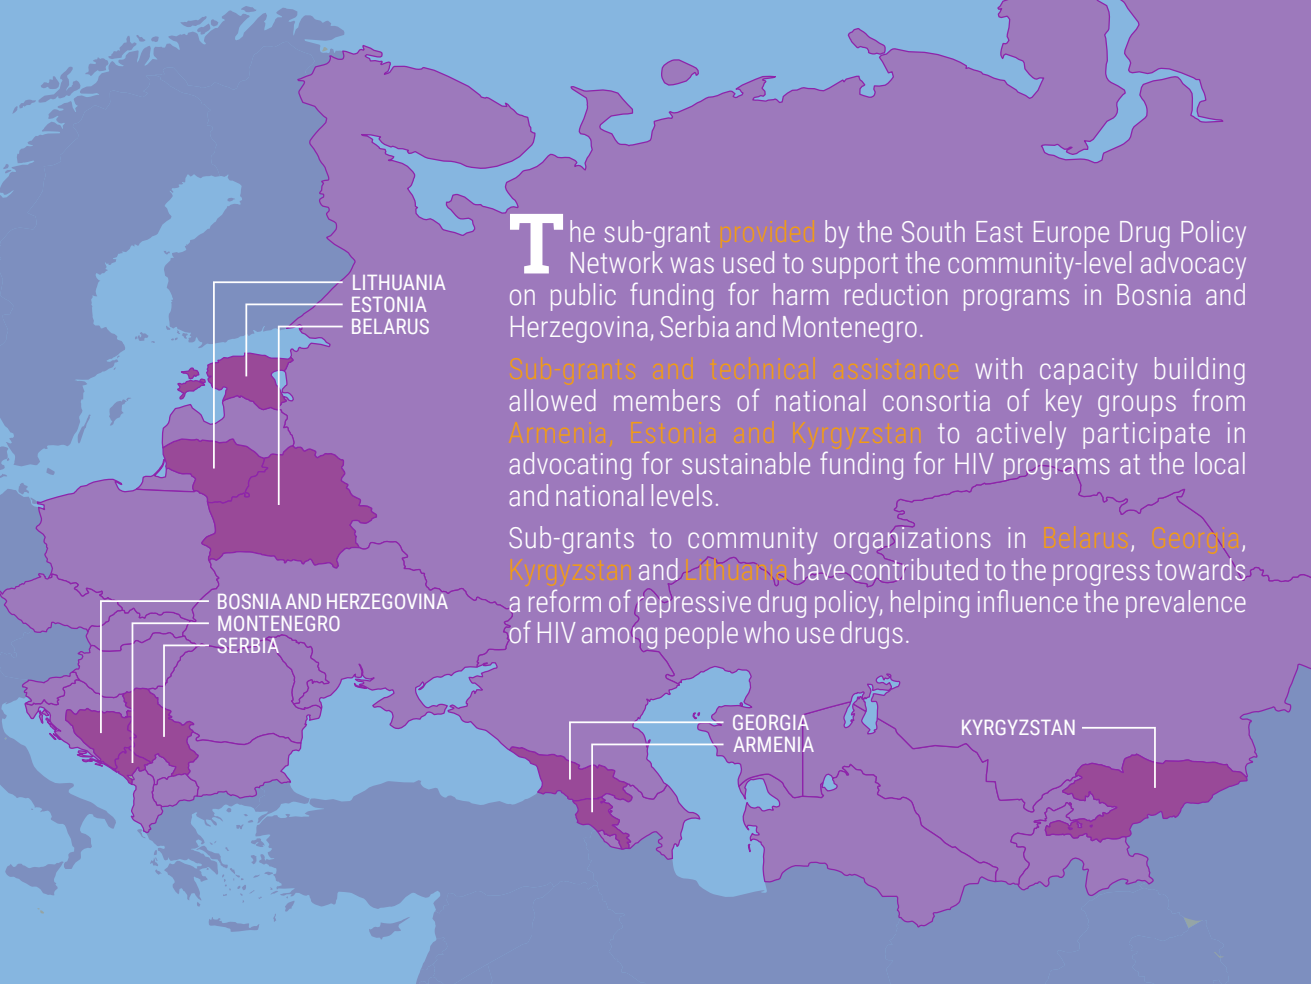 LITHUANIA
ESTONIA
BELARUS
The sub-grant provided by the South East Europe Drug Policy
Network was used to support the community-level advocacy
on public funding for harm reduction programs in Bosnia and
Herzegovina, Serbia and Montenegro.
Sub-grants and technical assistance with capacity building
allowed members of national consortia of key groups from
Armenia, Estonia and Kyrgyzstan to actively participate in
advocating for sustainable funding for HIV programs at the local
and national levels.
Sub-grants to community organizations in Belarus, Georgia,
Kyrgyzstan and Lithuania have contributed to the progress towards
a reform of repressive drug policy, helping influence the prevalence
of HIV among people who use drugs.
BOSNIA AND HERZEGOVINA
MONTENEGRO
SERBIA
GEORGIA
ARMENIA
KYRGYZSTAN